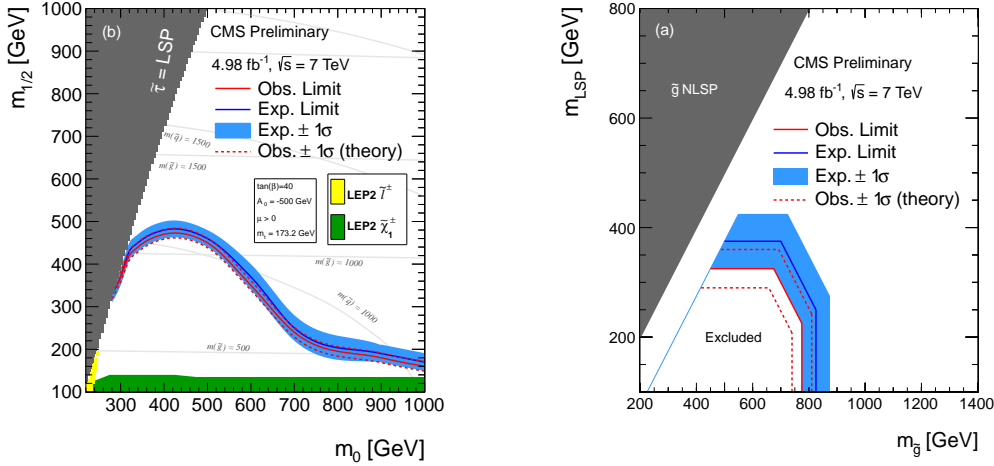 (b)
CMS Preliminary
4.98 fb⁻¹, √s = 7 TeV
τ̃ = LSP
Obs. Limit
Exp. Limit
Exp. ± 1σ
Obs. ± 1σ (theory)
m(q̃) = 1500
m(g̃) = 1500
tan(β)=40
A₀ = -500 GeV
μ > 0
mₜ = 173.2 GeV
LEP2 l̃±
LEP2 χ̃₁±
m(g̃) = 1000
m(q̃) = 1000
m(g̃) = 500
m₁/₂ [GeV]
1000
900
800
700
600
500
400
300
200
100
300 400 500 600 700 800 900 1000
m₀ [GeV]
(a)
CMS Preliminary
g̃ NLSP
4.98 fb⁻¹, √s = 7 TeV
Obs. Limit
Exp. Limit
Exp. ± 1σ
Obs. ± 1σ (theory)
Excluded
m_LSP [GeV]
800
600
400
200
200 400 600 800 1000 1200 1400
m_g̃ [GeV]